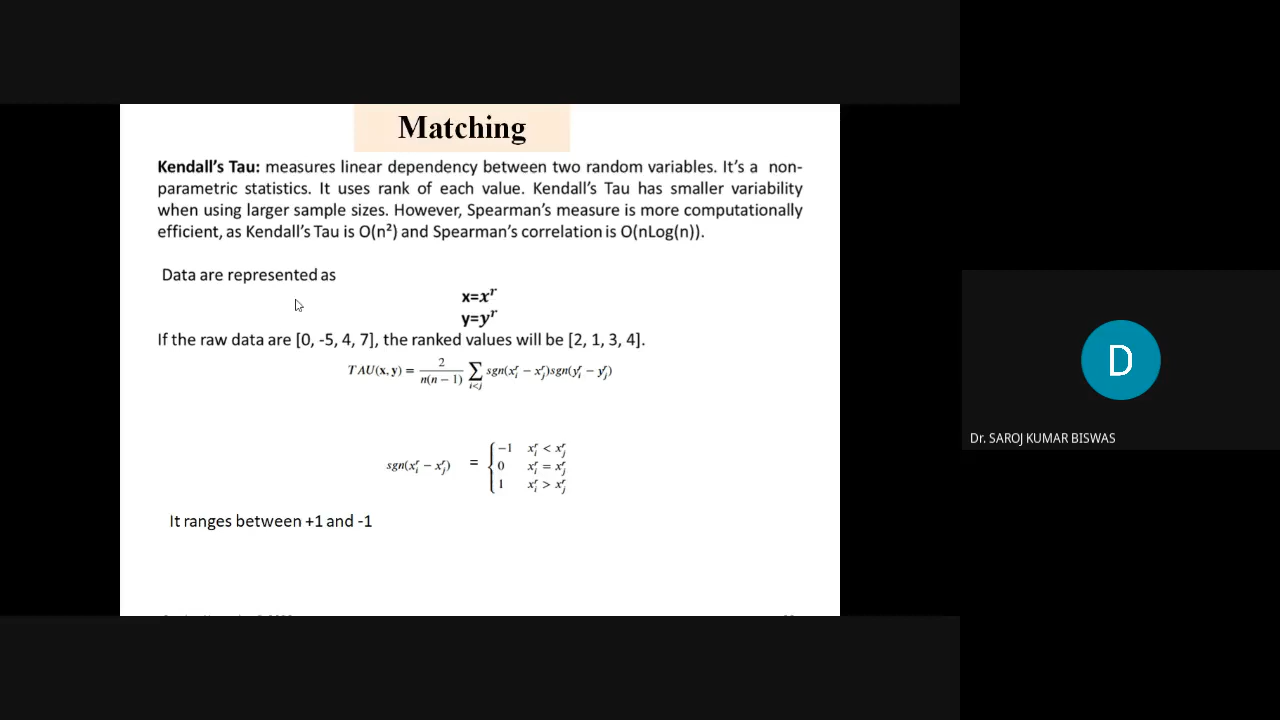 Matching
Kendall's Tau: measures linear dependency between two random variables. It's a non-
parametric statistics. It uses rank of each value. Kendall's Tau has smaller variability
when using larger sample sizes. However, Spearman's measure is more computationally
efficient, as Kendall's Tau is O(n²) and Spearman's correlation is O(nLog(n)).
Data are represented as
x=xʳ
y=yʳ
If the raw data are [0, -5, 4, 7], the ranked values will be [2, 1, 3, 4].
TAU(x, y) = 2/(n(n − 1)) ∑_{i<j} sgn(x_i^r − x_j^r)sgn(y_i^r − y_j^r)
sgn(x_i^r − x_j^r) = { −1 x_i^r < x_j^r
0 x_i^r = x_j^r
1 x_i^r > x_j^r
It ranges between +1 and -1
D
Dr. SAROJ KUMAR BISWAS